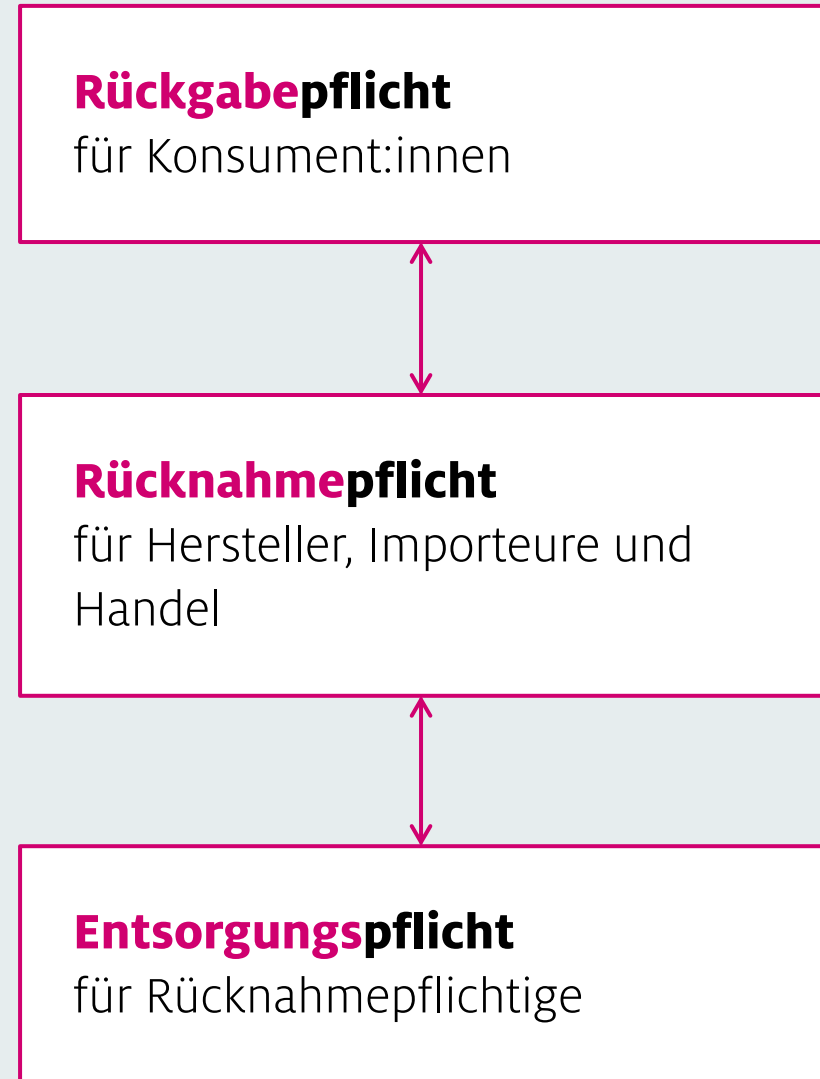 Rückgabepflicht
für Konsument:innen
Rücknahmepflicht
für Hersteller, Importeure und
Handel
Entsorgungspflicht
für Rücknahmepflichtige